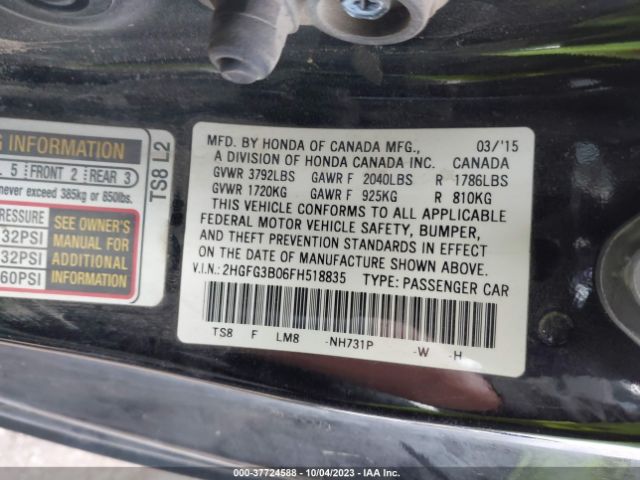 G INFORMATION
L 5 FRONT 2 REAR 3
never exceed 385kg or 850lbs.
PRESSURE
32PSI
32PSI
60PSI
SEE OWNER'S
MANUAL FOR
ADDITIONAL
INFORMATION
TS8 L2
MFD. BY HONDA OF CANADA MFG., 03/'15
A DIVISION OF HONDA CANADA INC. CANADA
GVWR 3792LBS GAWR F 2040LBS R 1786LBS
GVWR 1720KG GAWR F 925KG R 810KG
THIS VEHICLE CONFORMS TO ALL APPLICABLE
FEDERAL MOTOR VEHICLE SAFETY, BUMPER,
AND THEFT PREVENTION STANDARDS IN EFFECT
ON THE DATE OF MANUFACTURE SHOWN ABOVE.
V.I.N.: 2HGFG3B06FH518835 TYPE: PASSENGER CAR
TS8 F LM8 -NH731P -W -H
000-37724588 - 10/04/2023 - IAA Inc.